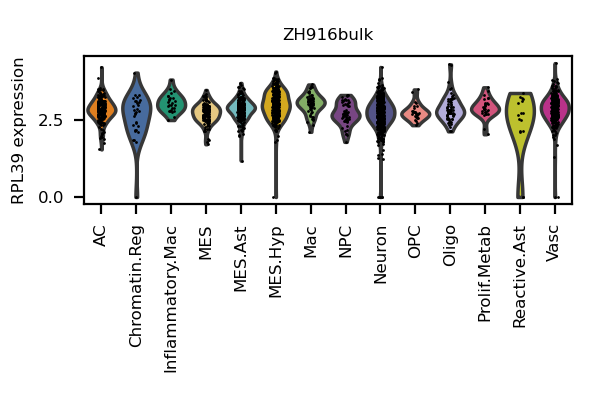 ZH916bulk
RPL39 expression
2.5
0.0
AC
Chromatin.Reg
Inflammatory.Mac
MES
MES.Ast
MES.Hyp
Mac
NPC
Neuron
OPC
Oligo
Prolif.Metab
Reactive.Ast
Vasc